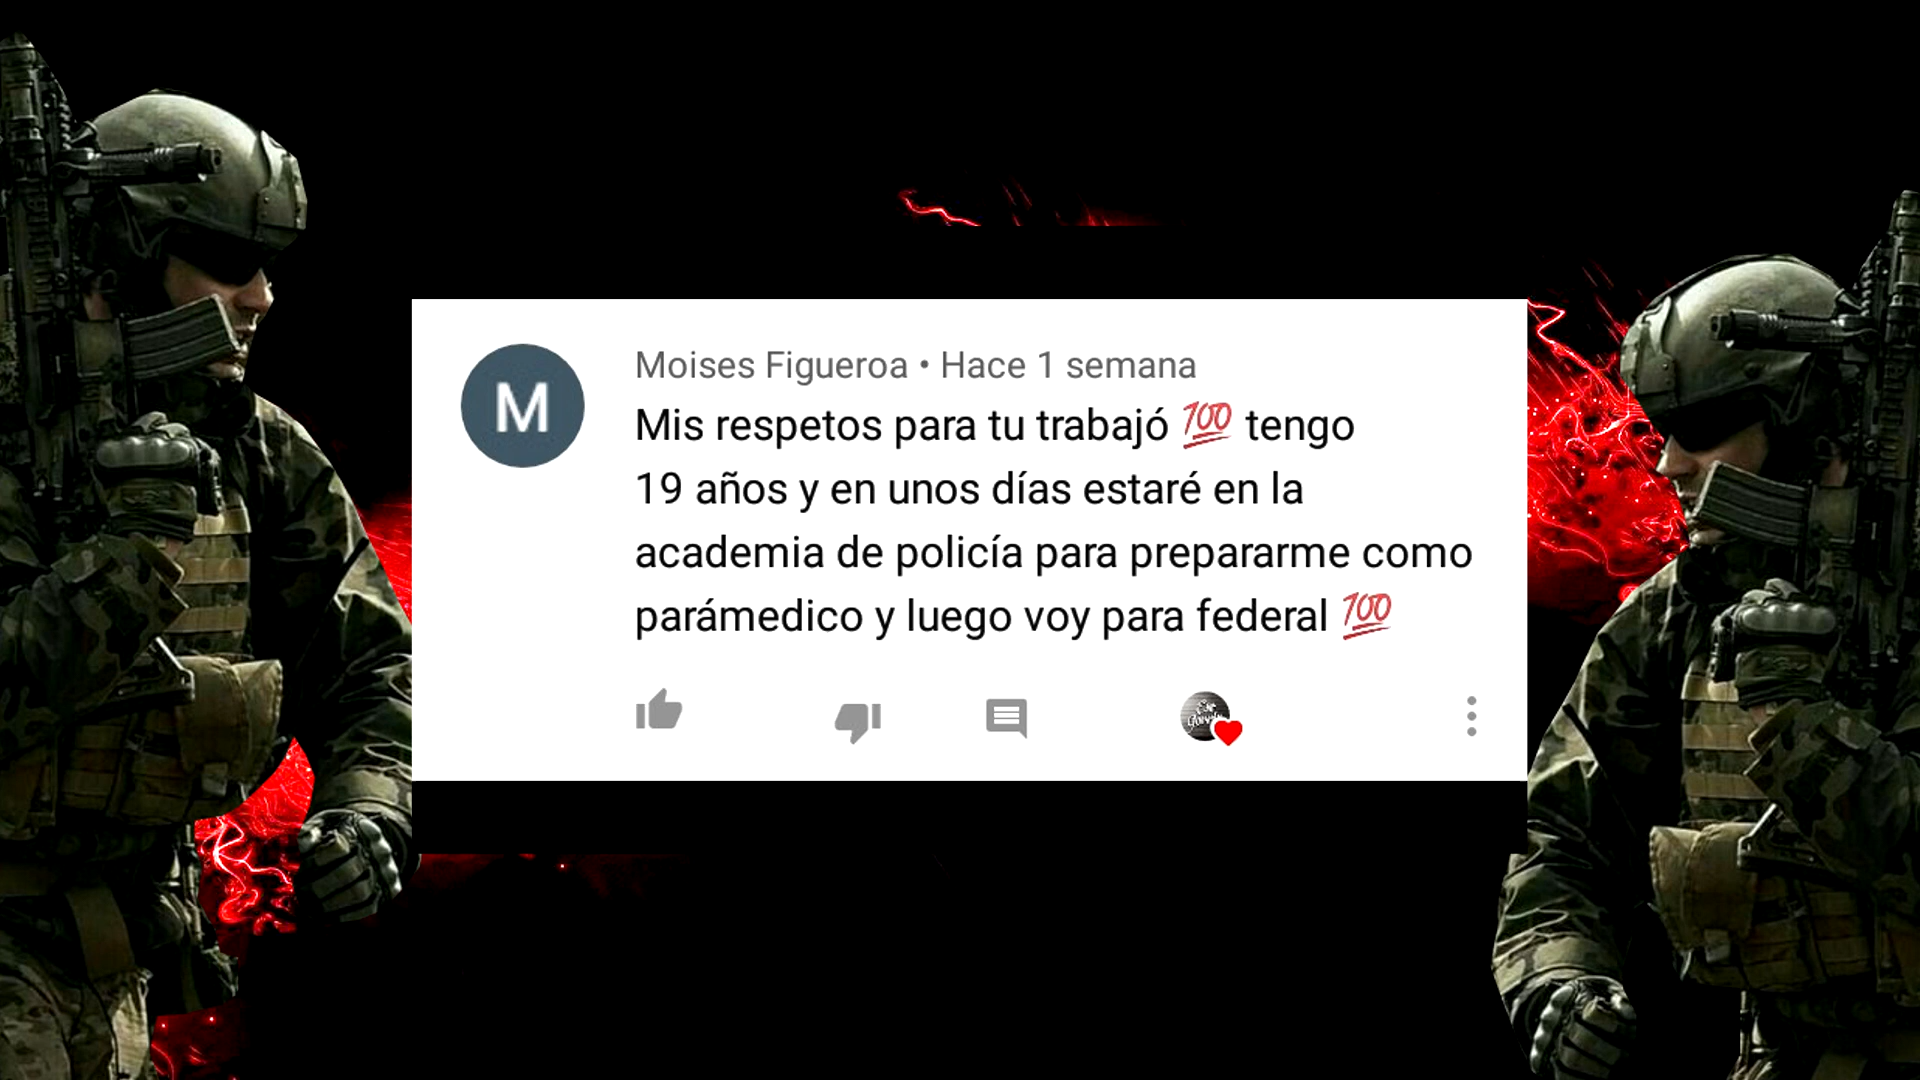 M
Moises Figueroa • Hace 1 semana
Mis respetos para tu trabajó 💯 tengo
19 años y en unos días estaré en la
academia de policía para prepararme como
parámedico y luego voy para federal 💯